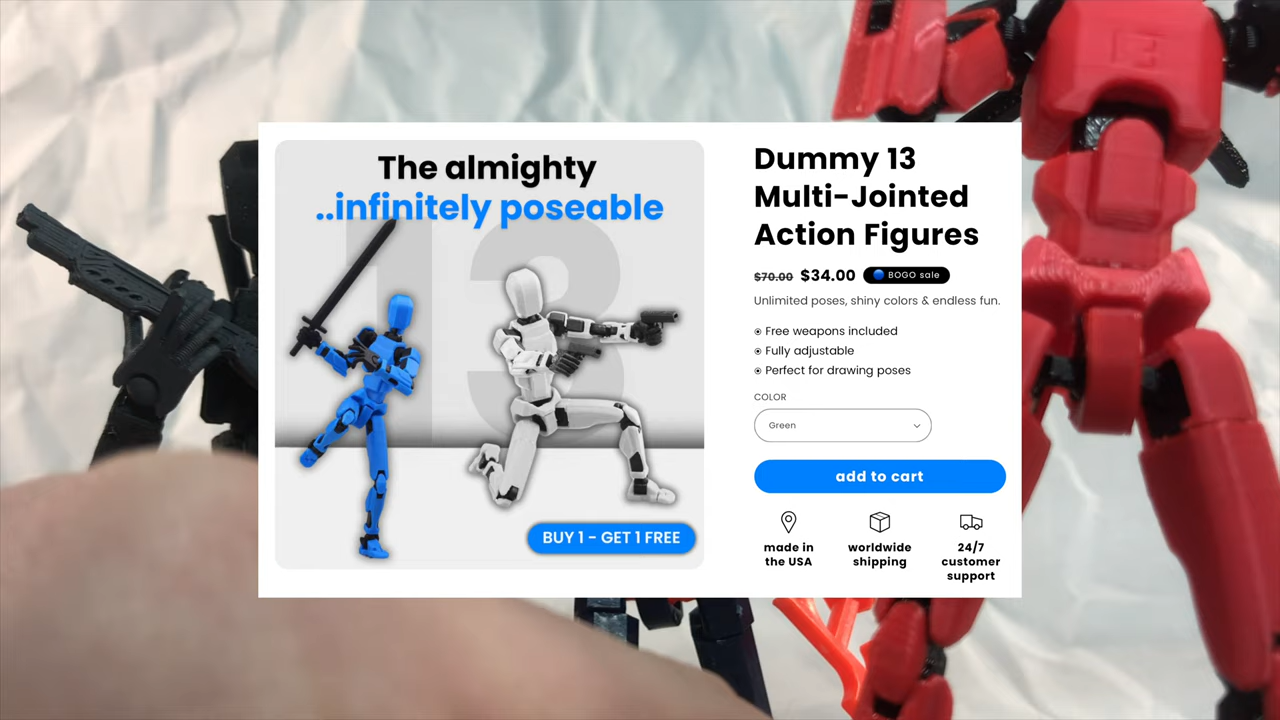 The almighty
..infinitely poseable
13
BUY 1 - GET 1 FREE
Dummy 13
Multi-Jointed
Action Figures
$70.00 $34.00 BOGO sale
Unlimited poses, shiny colors & endless fun.
Free weapons included
Fully adjustable
Perfect for drawing poses
COLOR
Green
add to cart
made in
the USA
worldwide
shipping
24/7
customer
support